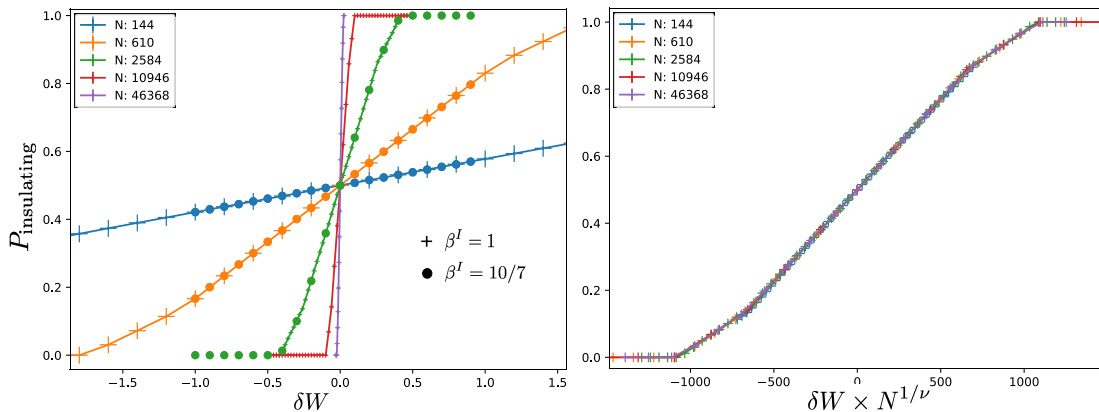 N: 144
N: 610
N: 2584
N: 10946
N: 46368
1.0
0.8
0.6
0.4
0.2
0.0
P_insulating
β^I = 1
β^I = 10/7
−1.5 −1.0 −0.5 0.0 0.5 1.0 1.5
δW
N: 144
N: 610
N: 2584
N: 10946
N: 46368
1.0
0.8
0.6
0.4
0.2
0.0
−1000 −500 0 500 1000
δW × N^{1/ν}